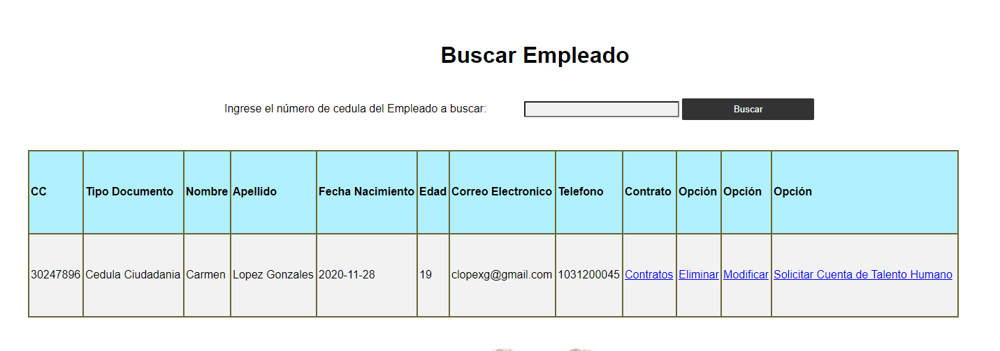 Buscar Empleado
Ingrese el número de cedula del Empleado a buscar: Buscar
CC Tipo Documento Nombre Apellido Fecha Nacimiento Edad Correo Electronico Telefono Contrato Opción Opción Opción
30247896 Cedula Ciudadania Carmen Lopez Gonzales 2020-11-28 19 clopexg@gmail.com 1031200045 Contratos Eliminar Modificar Solicitar Cuenta de Talento Humano